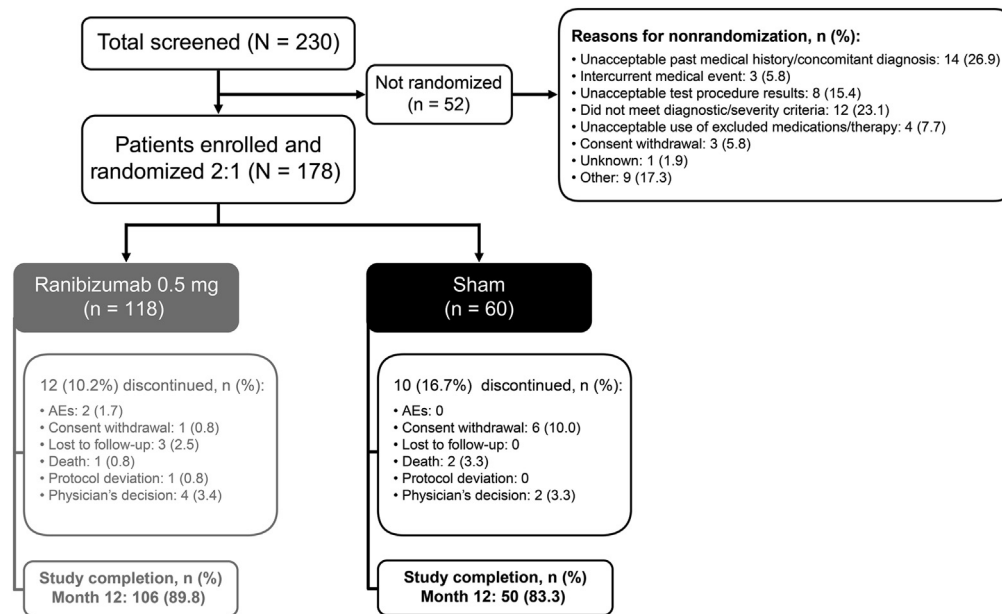 Total screened (N = 230)
Not randomized
(n = 52)
Reasons for nonrandomization, n (%):
• Unacceptable past medical history/concomitant diagnosis: 14 (26.9)
• Intercurrent medical event: 3 (5.8)
• Unacceptable test procedure results: 8 (15.4)
• Did not meet diagnostic/severity criteria: 12 (23.1)
• Unacceptable use of excluded medications/therapy: 4 (7.7)
• Consent withdrawal: 3 (5.8)
• Unknown: 1 (1.9)
• Other: 9 (17.3)
Patients enrolled and
randomized 2:1 (N = 178)
Ranibizumab 0.5 mg
(n = 118)
12 (10.2%) discontinued, n (%):
• AEs: 2 (1.7)
• Consent withdrawal: 1 (0.8)
• Lost to follow-up: 3 (2.5)
• Death: 1 (0.8)
• Protocol deviation: 1 (0.8)
• Physician's decision: 4 (3.4)
Study completion, n (%)
Month 12: 106 (89.8)
Sham
(n = 60)
10 (16.7%) discontinued, n (%):
• AEs: 0
• Consent withdrawal: 6 (10.0)
• Lost to follow-up: 0
• Death: 2 (3.3)
• Protocol deviation: 0
• Physician's decision: 2 (3.3)
Study completion, n (%)
Month 12: 50 (83.3)